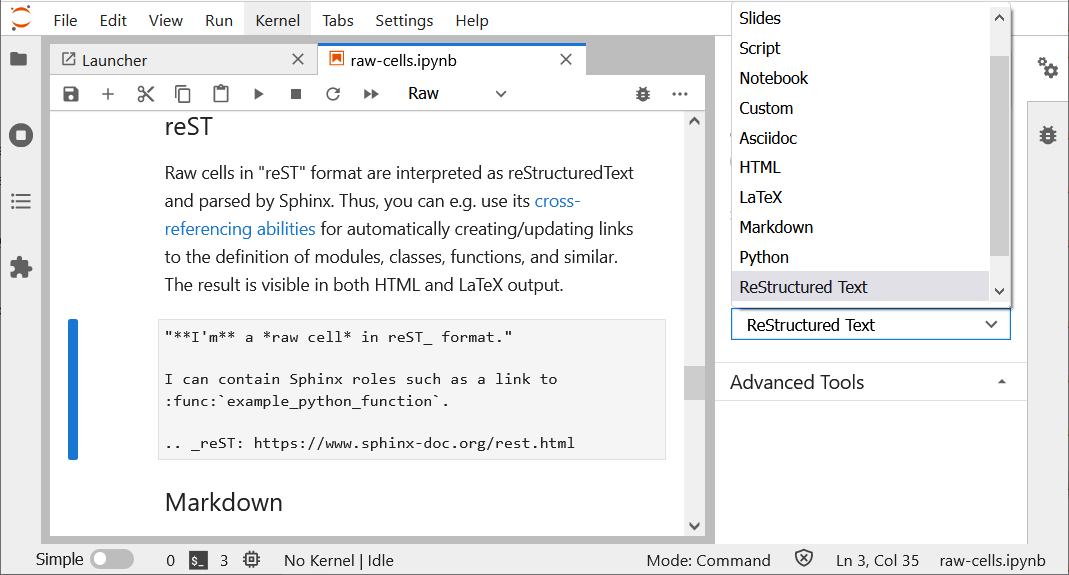 File Edit View Run Kernel Tabs Settings Help
Launcher
raw-cells.ipynb
Raw
reST
Raw cells in "reST" format are interpreted as reStructuredText
and parsed by Sphinx. Thus, you can e.g. use its cross-
referencing abilities for automatically creating/updating links
to the definition of modules, classes, functions, and similar.
The result is visible in both HTML and LaTeX output.
"**I'm** a *raw cell* in reST_ format."
I can contain Sphinx roles such as a link to
:func:`example_python_function`.
.. _reST: https://www.sphinx-doc.org/rest.html
Markdown
Slides
Script
Notebook
Custom
Asciidoc
HTML
LaTeX
Markdown
Python
ReStructured Text
ReStructured Text
Advanced Tools
Simple 0 $_ 3 No Kernel | Idle Mode: Command Ln 3, Col 35 raw-cells.ipynb